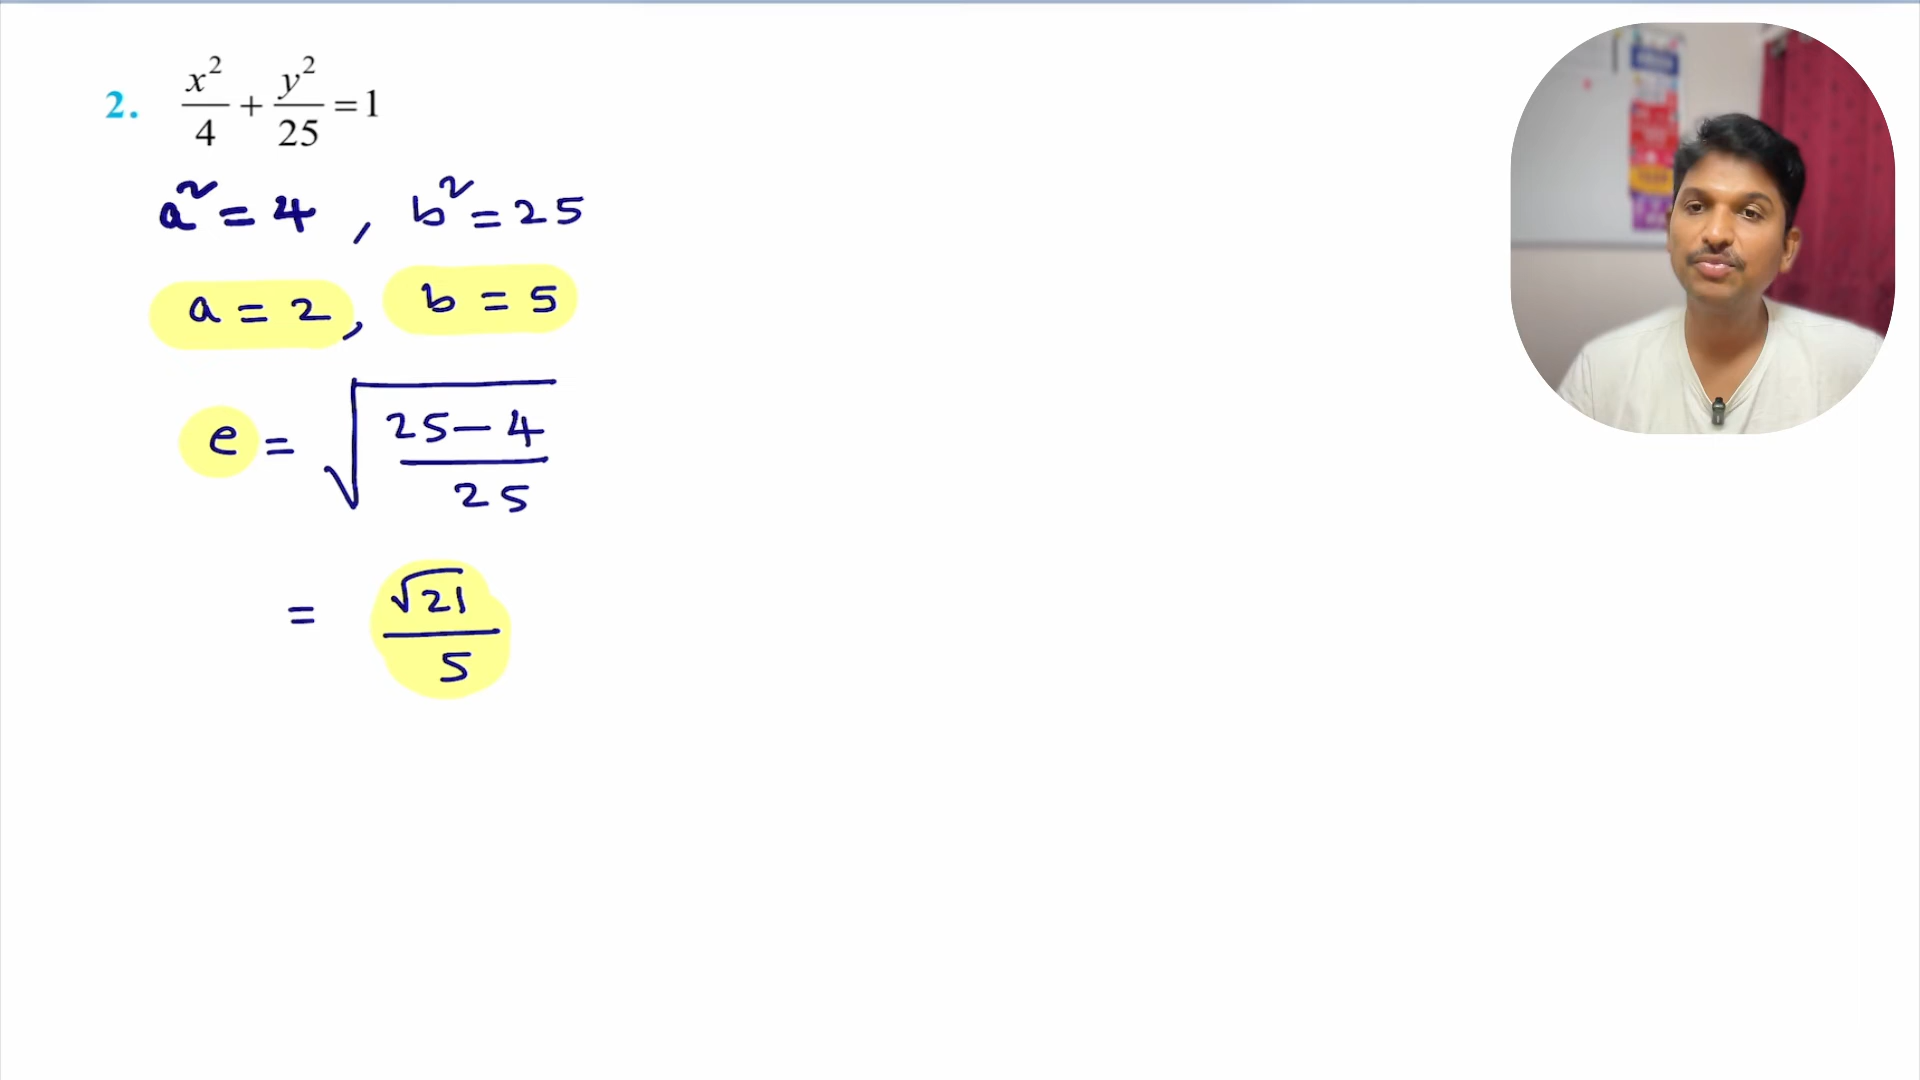 2. x²/4 + y²/25 = 1
a² = 4 , b² = 25
a = 2 , b = 5
e = √((25 − 4)/25)
= √21/5